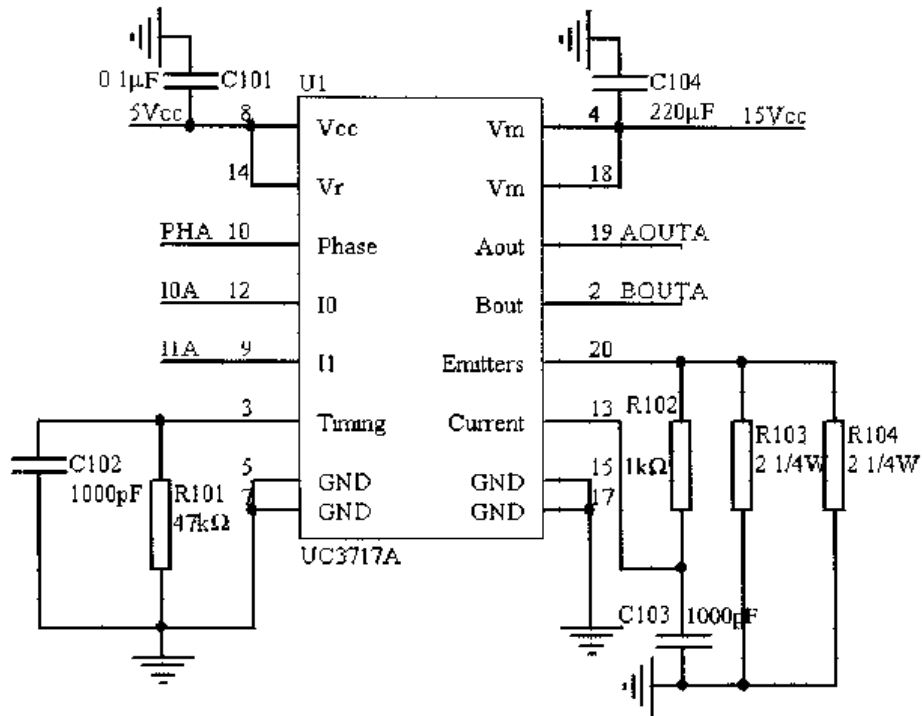 0 1μF
C101
U1
C104
220μF
5Vcc
8
Vcc
Vm
4
15Vcc
14
Vr
Vm
18
PHA
10
Phase
Aout
19
AOUTA
I0A
12
I0
Bout
2
BOUTA
I1A
9
I1
Emitters
20
3
Timing
Current
13
R102
1kΩ
R103
2 1/4W
R104
2 1/4W
C102
1000pF
R101
47kΩ
5
GND
GND
15
7
GND
GND
17
UC3717A
C103
1000pF